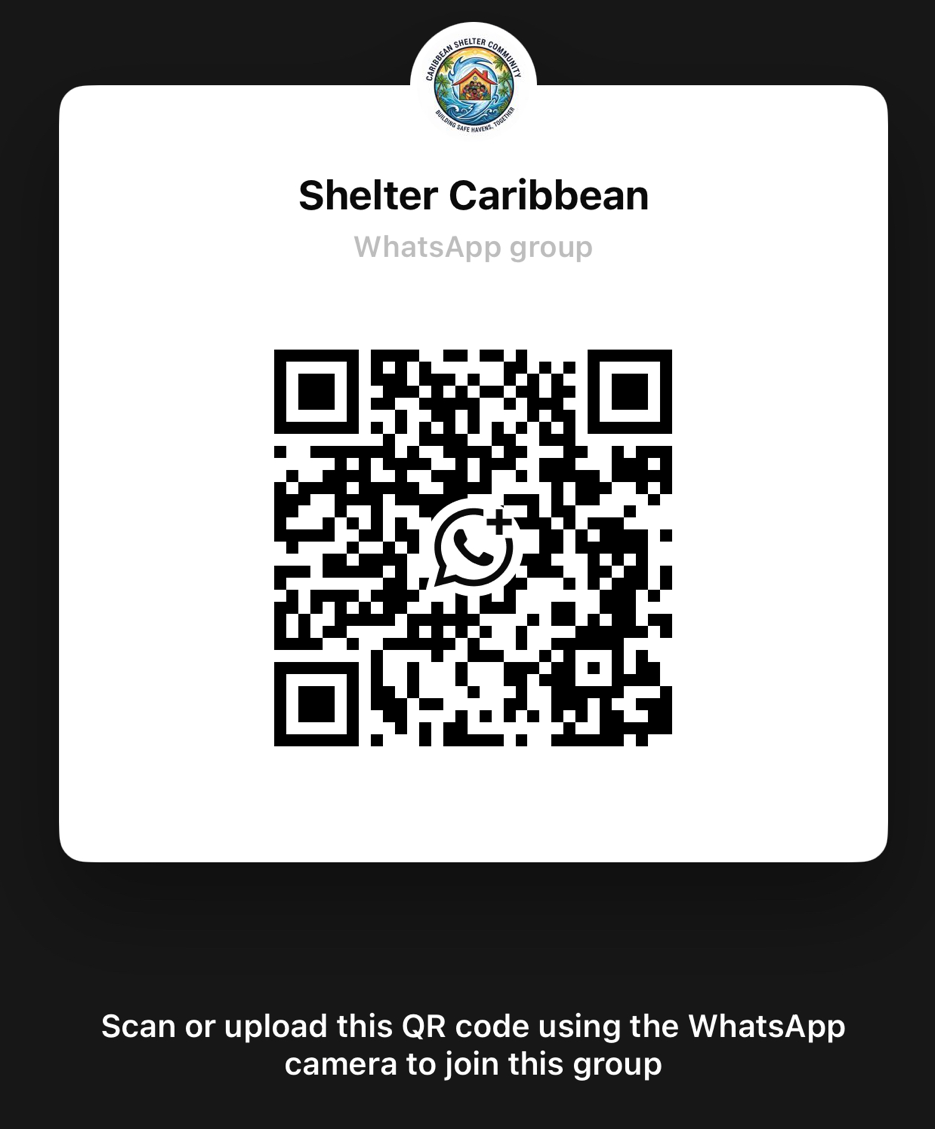 CARIBBEAN SHELTER COMMUNITY
BUILDING SAFE HAVENS, TOGETHER
Shelter Caribbean
WhatsApp group
Scan or upload this QR code using the WhatsApp
camera to join this group